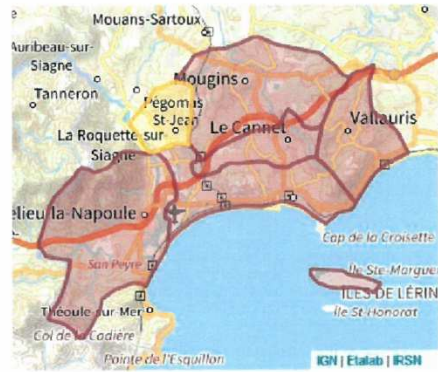 Mouans-Sartoux
Auribeau-sur-
Siagne
Tanneron
Mougins
Pégomas
St-Jean
La Roquette-sur-
Siagne
Le Cannet
Vallauris
elieu-la-Napoule
Cap de la Croisette
San Peyre
Île Ste-Marguer
ÎLES DE LÉRIN
Île St-Honorat
Théoule-sur-Mer
Col de la Cadière
Pointe de l'Esquillon
IGN | Etalab | IRSN